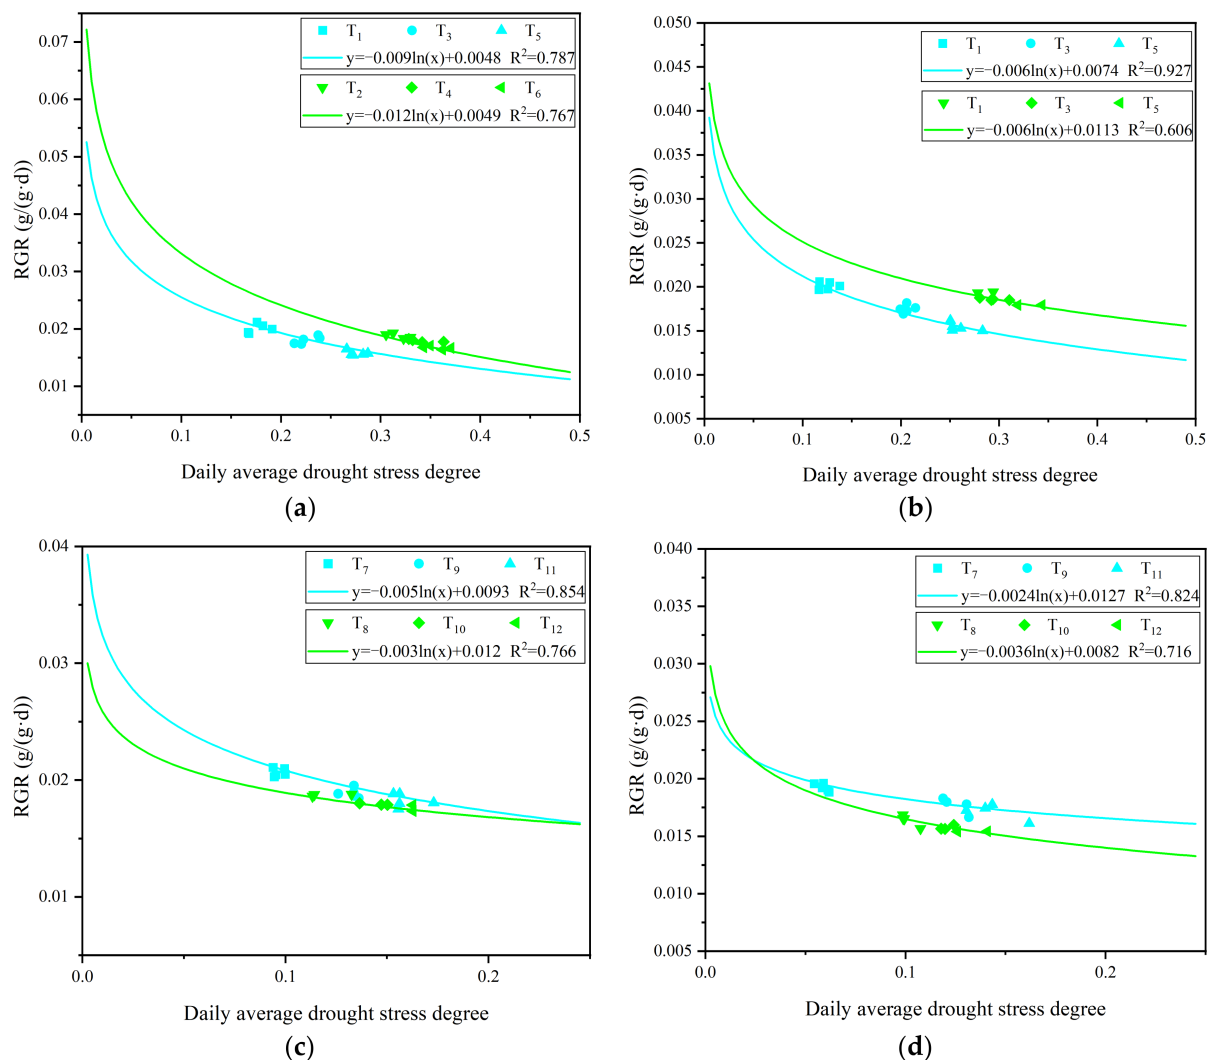 T1 T3 T5
y=−0.009ln(x)+0.0048 R2=0.787
T2 T4 T6
y=−0.012ln(x)+0.0049 R2=0.767
0.07
0.06
0.05
0.04
0.03
0.02
0.01
RGR (g/(g·d))
0.0 0.1 0.2 0.3 0.4 0.5
Daily average drought stress degree
(a)
T1 T3 T5
y=−0.006ln(x)+0.0074 R2=0.927
T1 T3 T5
y=−0.006ln(x)+0.0113 R2=0.606
0.050
0.045
0.040
0.035
0.030
0.025
0.020
0.015
0.010
0.005
RGR (g/(g·d))
0.0 0.1 0.2 0.3 0.4 0.5
Daily average drought stress degree
(b)
T7 T9 T11
y=−0.005ln(x)+0.0093 R2=0.854
T8 T10 T12
y=−0.003ln(x)+0.012 R2=0.766
0.04
0.03
0.02
0.01
RGR (g/(g·d))
0.0 0.1 0.2
Daily average drought stress degree
(c)
T7 T9 T11
y=−0.0024ln(x)+0.0127 R2=0.824
T8 T10 T12
y=−0.0036ln(x)+0.0082 R2=0.716
0.040
0.035
0.030
0.025
0.020
0.015
0.010
0.005
RGR (g/(g·d))
0.0 0.1 0.2
Daily average drought stress degree
(d)